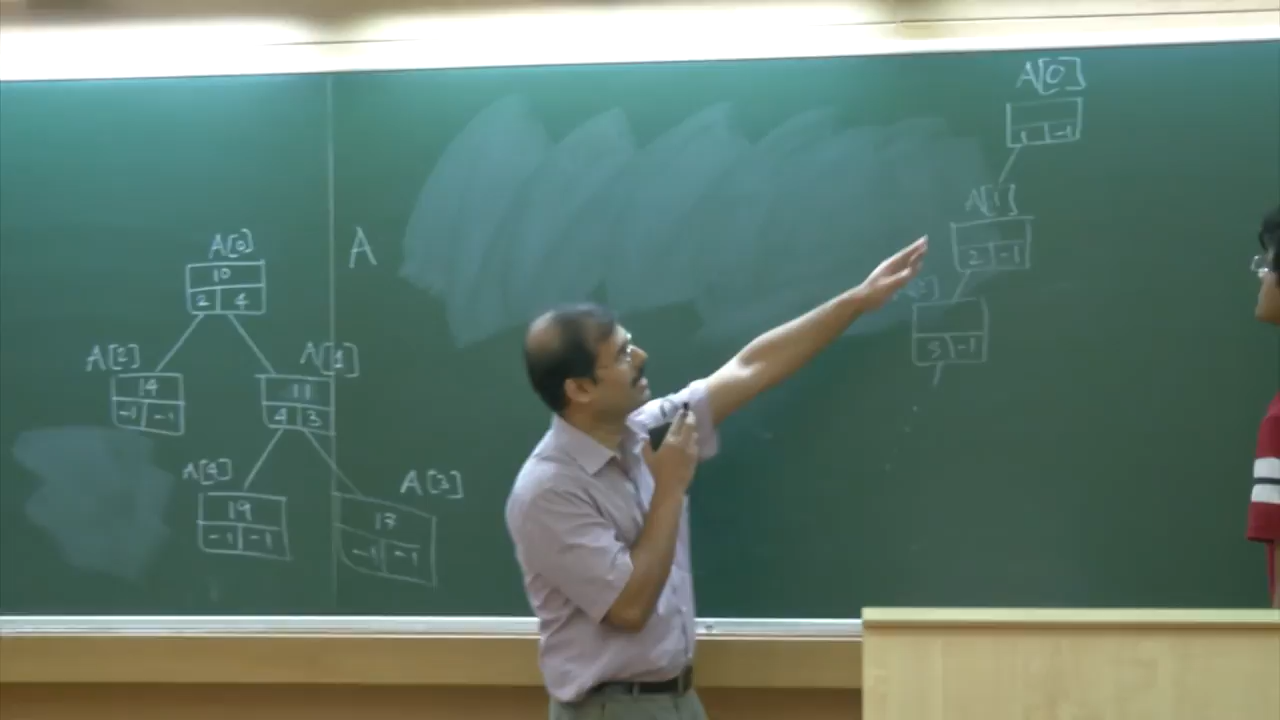 A[0]
10
2 4
A[2] A[1]
14 11
-1 -1 4 3
A[4] A[3]
19 17
-1 -1 -1 -1
A
A[0]
1 -1
A[1]
2 -1
3 -1